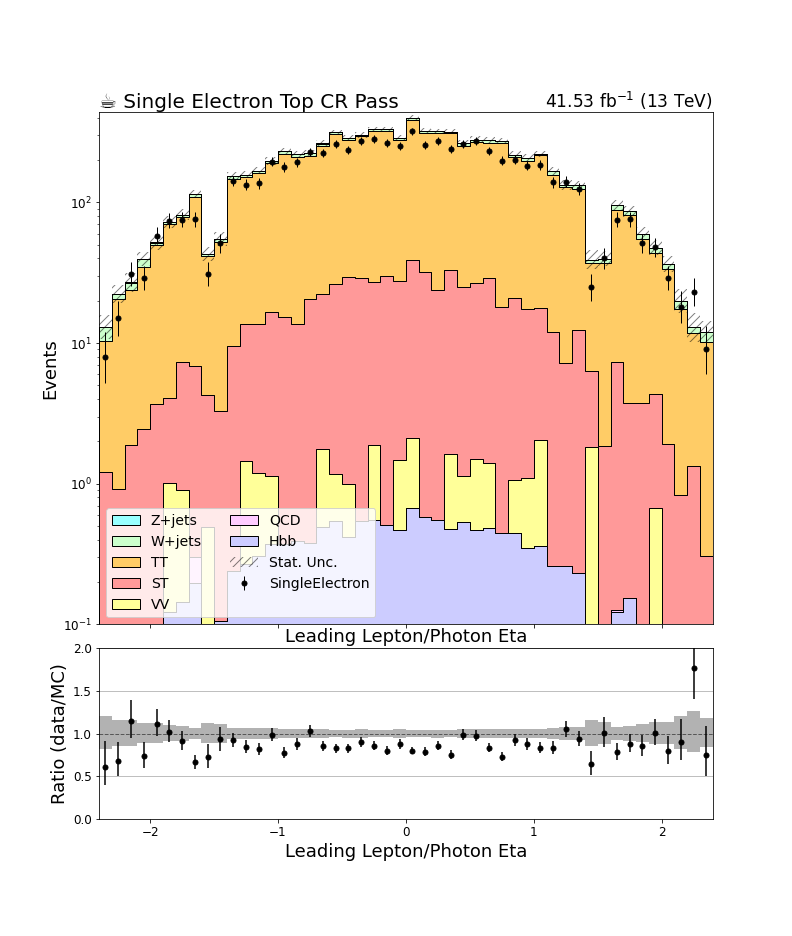 ☕ Single Electron Top CR Pass 41.53 fb⁻¹ (13 TeV)
Events
10²
10¹
10⁰
10⁻¹
Z+jets QCD
W+jets Hbb
TT Stat. Unc.
ST SingleElectron
VV
Leading Lepton/Photon Eta
Ratio (data/MC)
2.0
1.5
1.0
0.5
0.0
−2 −1 0 1 2
Leading Lepton/Photon Eta